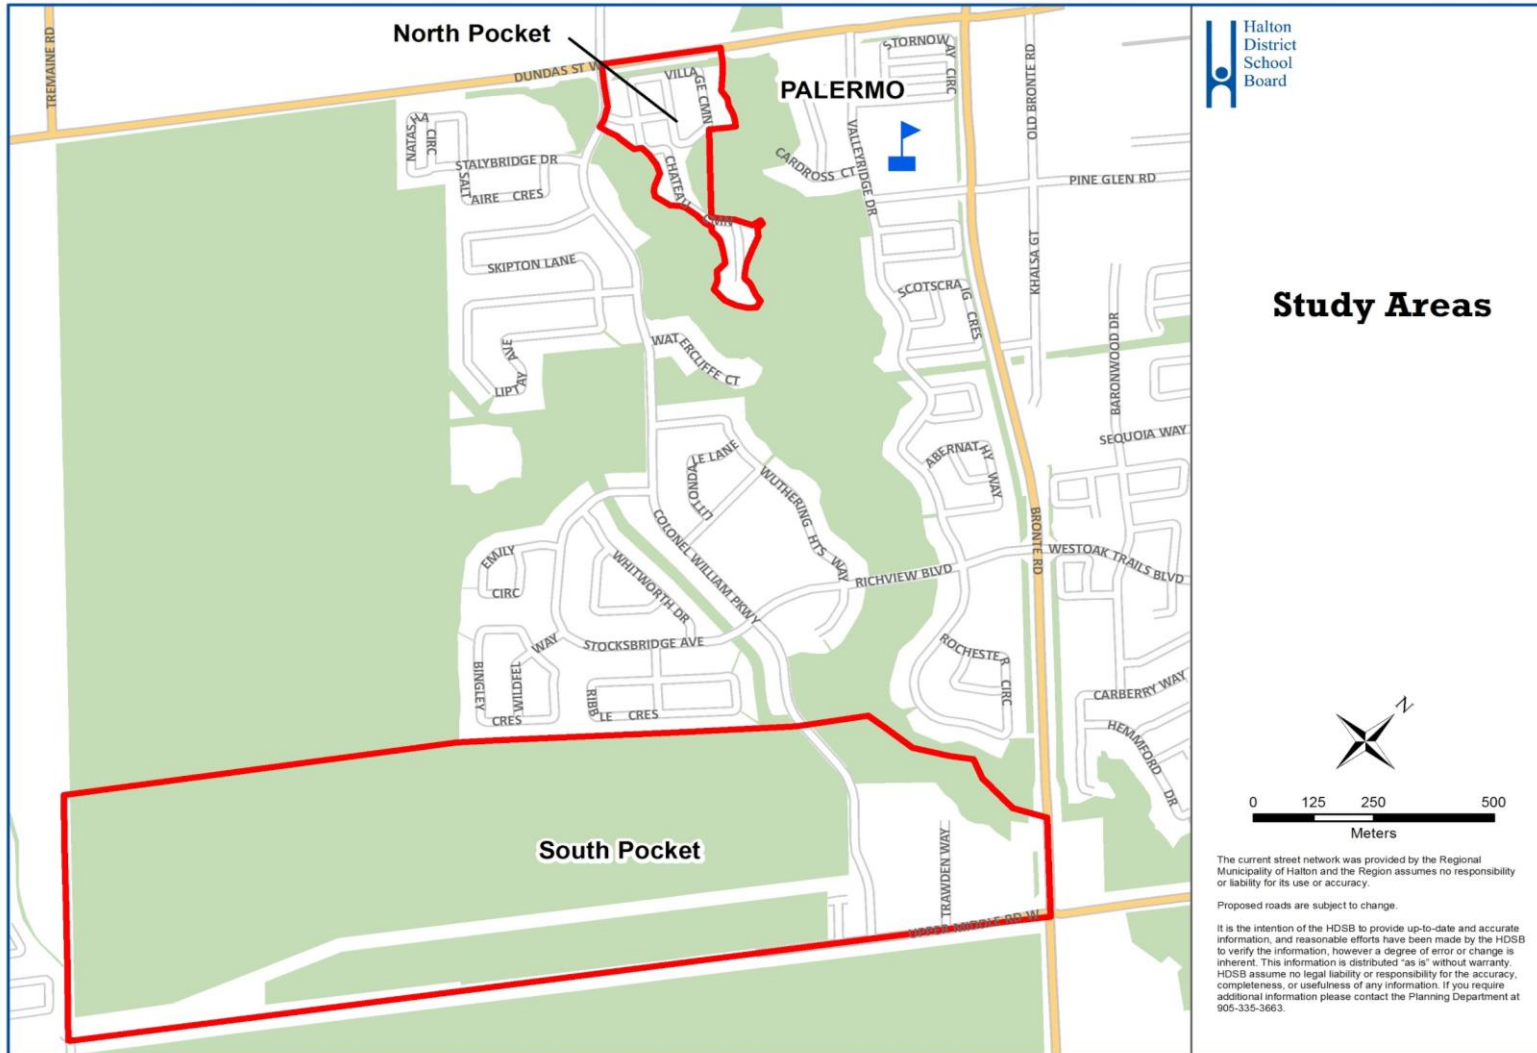 North Pocket
TREMAINE RD
DUNDAS ST W
VILLAGE CMN
PALERMO
STORNOWAY CIRC
OLD BRONTE RD
NATASHA CIRC
STALYBRIDGE DR
SALTAIRE CRES
CHATEAU CMN
CARDROSS CT
VALLEYRIDGE DR
PINE GLEN RD
SKIPTON LANE
KHALSA GT
SCOTSCRAIG CRES
WATERCLIFFE CT
LIPTAY AVE
BARONWOOD DR
SEQUOIA WAY
LITTONDALE LANE
WUTHERING HTS WAY
ABERNATHY WAY
COLONEL WILLIAM PKWY
BRONTE RD
WESTOAK TRAILS BLVD
EMILY CIRC
WHITWORTH DR
RICHVIEW BLVD
STOCKSBRIDGE AVE
BINGLEY CRES
WILDFEL WAY
RIBBLE CRES
ROCHESTER CIRC
CARBERRY WAY
HEMMFORD DR
South Pocket
TRAWDEN WAY
UPPER MIDDLE RD W
Halton
District
School
Board
Study Areas
N
0 125 250 500
Meters
The current street network was provided by the Regional
Municipality of Halton and the Region assumes no responsibility
or liability for its use or accuracy.
Proposed roads are subject to change.
It is the intention of the HDSB to provide up-to-date and accurate
information, and reasonable efforts have been made by the HDSB
to verify the information, however a degree of error or change is
inherent. This information is distributed “as is” without warranty.
HDSB assume no legal liability or responsibility for the accuracy,
completeness, or usefulness of any information. If you require
additional information please contact the Planning Department at
905-335-3663.